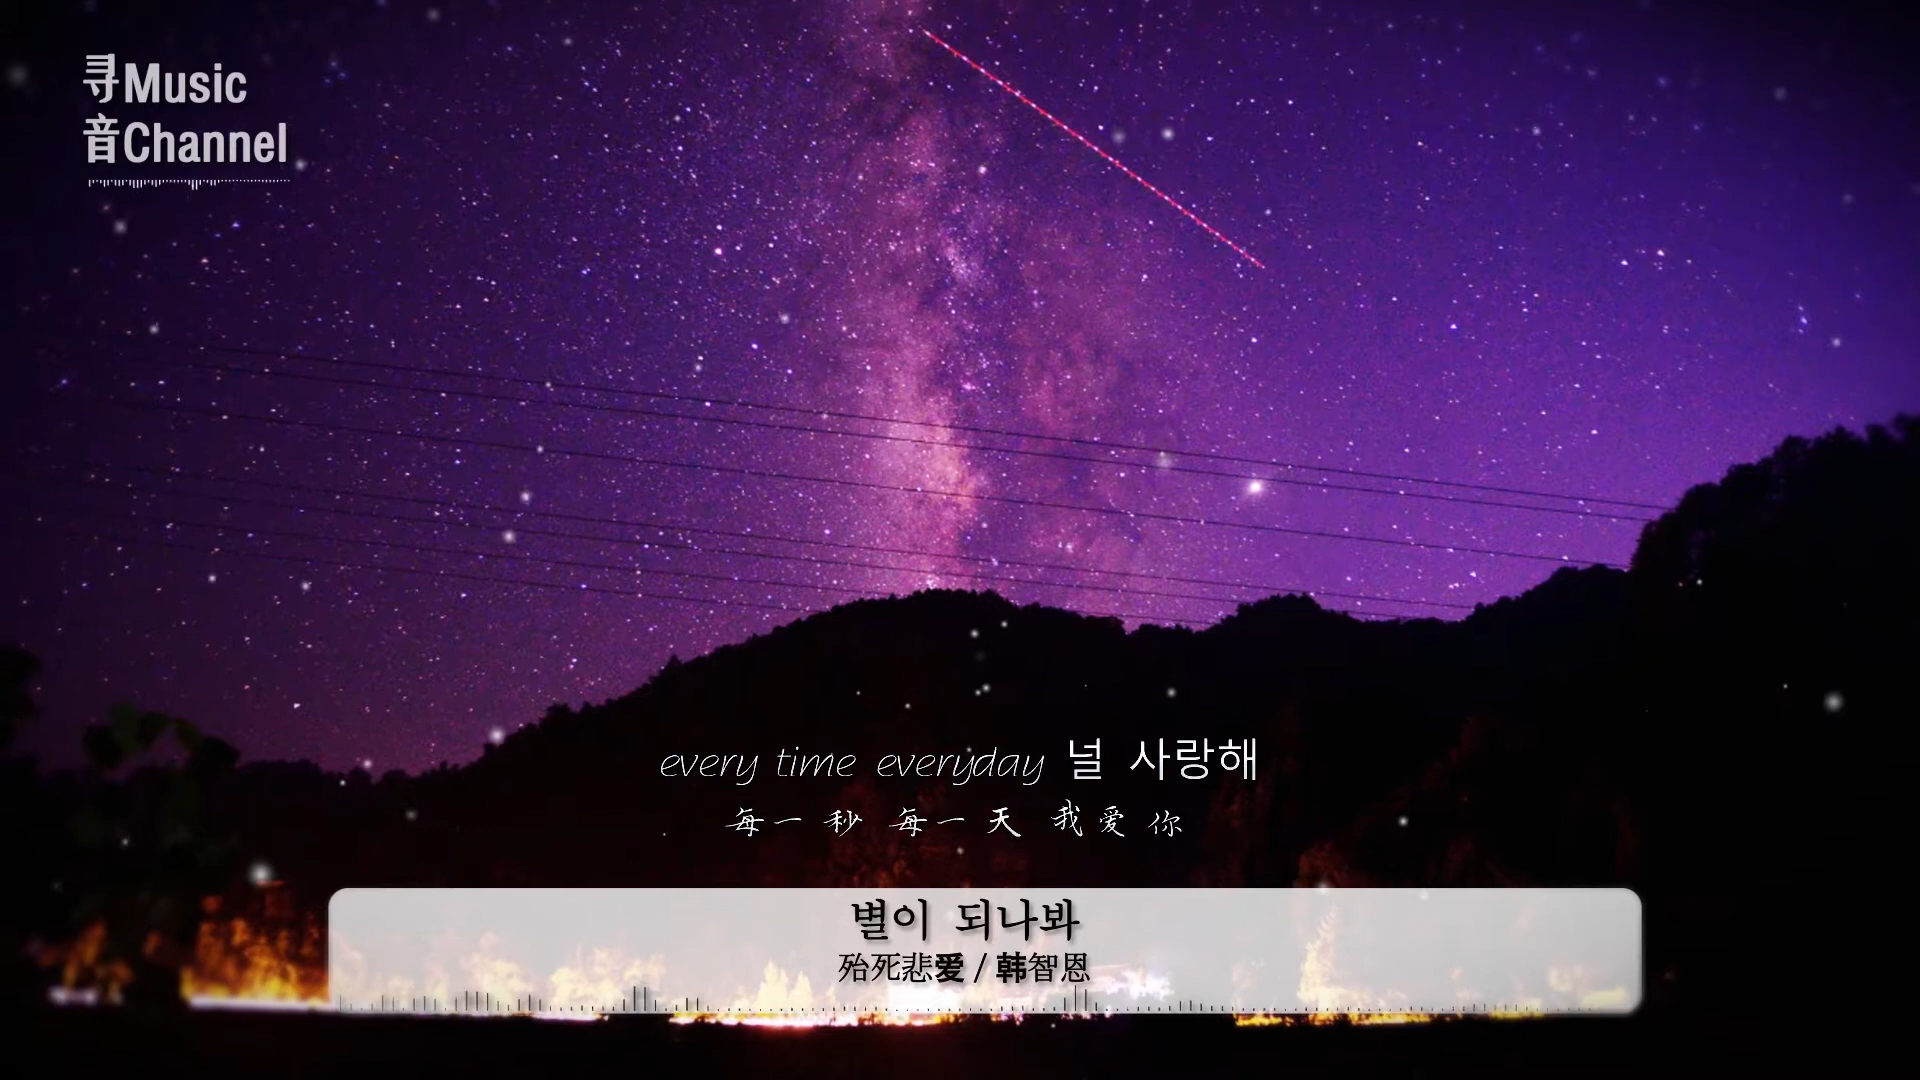 寻Music
音Channel
every time everyday 널 사랑해
每一秒 每一天 我爱你
별이 되나봐
殆死悲爱 / 韩智恩